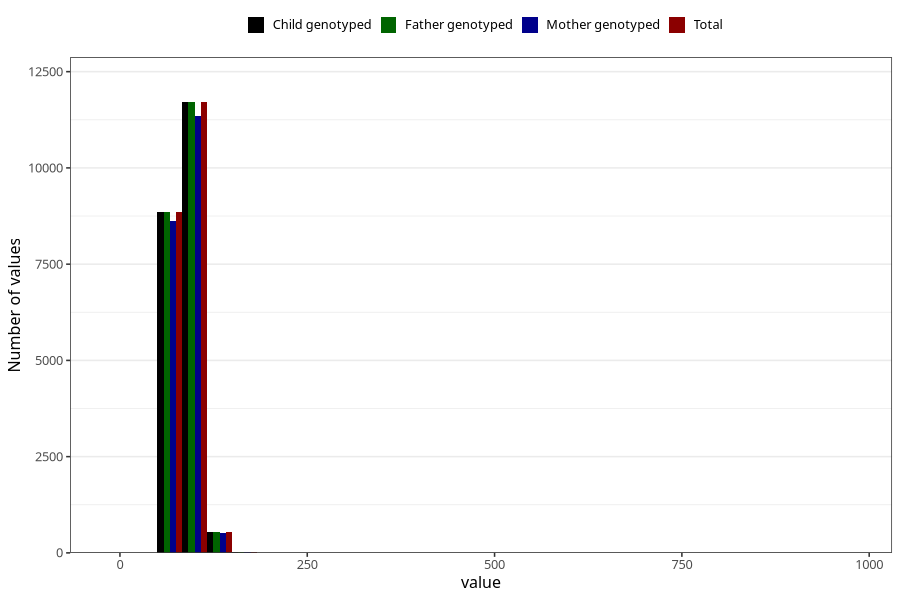 Child genotyped Father genotyped Mother genotyped Total
12500
10000
7500
5000
2500
0
Number of values
0 250 500 750 1000
value